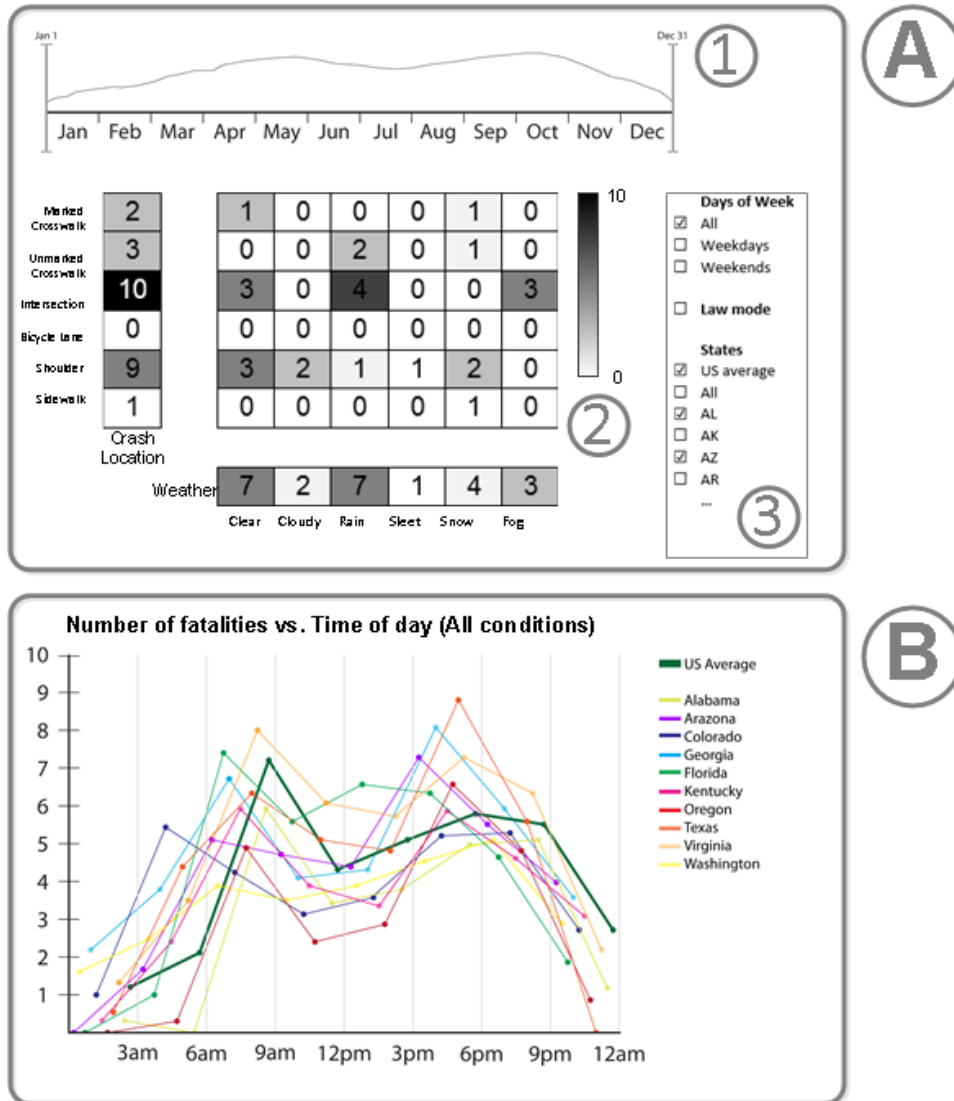 Jan 1
Dec 31
1
A
Jan Feb Mar Apr May Jun Jul Aug Sep Oct Nov Dec
Marked Crosswalk
2
1 0 0 0 1 0
Unmarked Crosswalk
3
0 0 2 0 1 0
Intersection
10
3 0 4 0 0 3
Bicycle Lane
0
0 0 0 0 0 0
Shoulder
9
3 2 1 1 2 0
Sidewalk
1
0 0 0 0 1 0
Crash
Location
10
0
2
Weather
7 2 7 1 4 3
Clear Cloudy Rain Sleet Snow Fog
Days of Week
All
Weekdays
Weekends
Law mode
States
US average
All
AL
AK
AZ
AR
...
3
B
Number of fatalities vs. Time of day (All conditions)
10
9
8
7
6
5
4
3
2
1
3am 6am 9am 12pm 3pm 6pm 9pm 12am
US Average
Alabama
Arazona
Colorado
Georgia
Florida
Kentucky
Oregon
Texas
Virginia
Washington